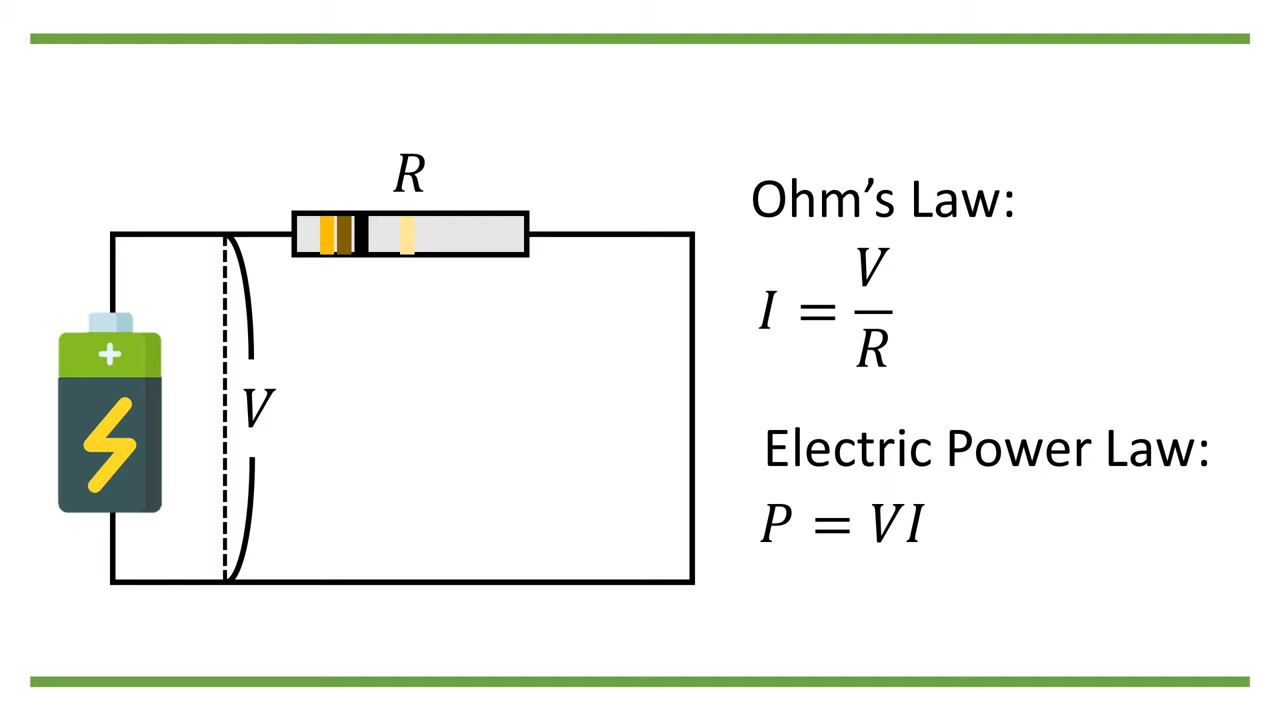 R
V
Ohm’s Law:
I = V/R
Electric Power Law:
P = VI